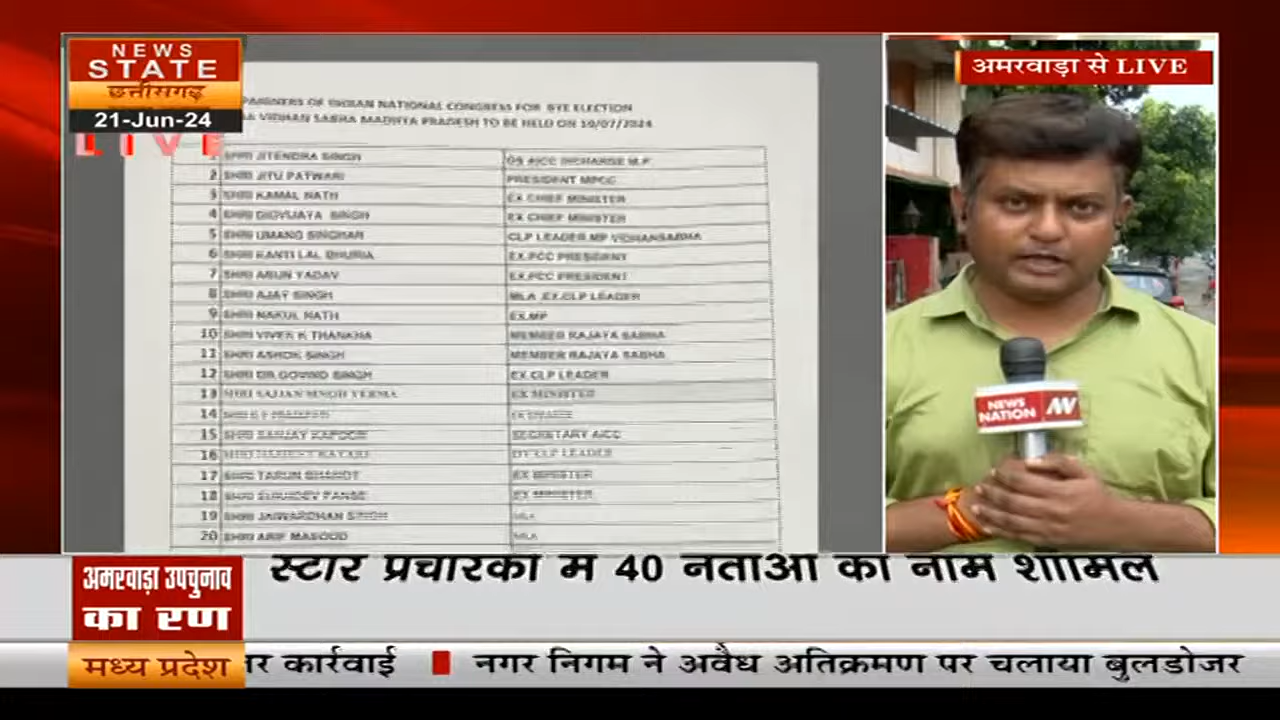 NEWS
STATE
छत्तीसगढ़
21-Jun-24
LIVE
अमरवाड़ा से LIVE
OF INDIAN NATIONAL CONGRESS FOR BYE ELECTION
VIDHAN SABHA MADHYA PRADESH TO BE HELD ON 10/07/2024
SHRI JITENDRA SINGH GS AICC INCHARGE M.P
2 SHRI JITU PATWARI PRESIDENT MPCC
3 SHRI KAMAL NATH EX CHIEF MINISTER
4 SHRI DIGVIJAYA SINGH EX CHIEF MINISTER
5 SHRI UMANG SINGHAR CLP LEADER MP VIDHANSABHA
6 SHRI KANTI LAL BHURIA EX.PCC PRESIDENT
7 SHRI ARUN YADAV EX.PCC PRESIDENT
8 SHRI AJAY SINGH MLA ,EX.CLP LEADER
9 SHRI NAKUL NATH EX.MP
10 SHRI VIVEK K THANKHA MEMBER RAJAYA SABHA
11 SHRI ASHOK SINGH MEMBER RAJAYA SABHA
12 SHRI DR GOVIND SINGH EX CLP LEADER
13 SHRI SAJJAN SINGH VERMA EX MINISTER
14 SHRI
15 SHRI SANJAY KAPOOR SECRETARY AICC
16 SHRI HEMENT KATARE DY CLP LEADER
17 SHRI TARUN BHANOT EX MINISTER
18 SHRI SUKHDEV PANSE EX MINISTER
19 SHRI JAIWARDHAN SINGH MLA
20 SHRI ARIF MASOOD MLA
NEWS
NATION
अमरवाड़ा उपचुनाव
का रण
स्टार प्रचारकों में 40 नेताओं का नाम शामिल
मध्य प्रदेश
कार्रवाई नगर निगम ने अवैध अतिक्रमण पर चलाया बुलडोजर